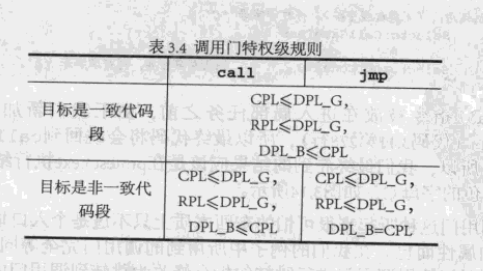 表 3.4 调用门特权级规则
call jmp
目标是一致代码段
CPL≤DPL_G,
RPL≤DPL_G,
DPL_B≤CPL
目标是非一致代码段
CPL≤DPL_G, CPL≤DPL_G,
RPL≤DPL_G, RPL≤DPL_G,
DPL_B≤CPL DPL_B=CPL